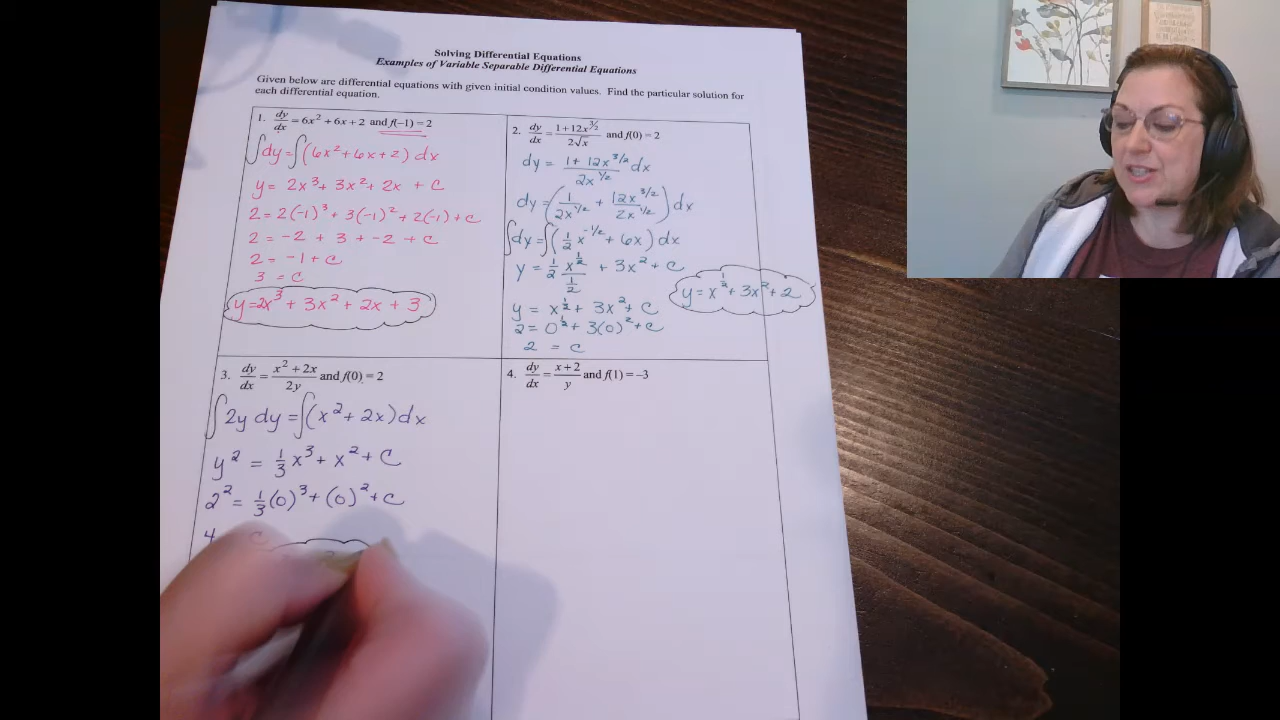 Solving Differential Equations
Examples of Variable Separable Differential Equations
Given below are differential equations with given initial condition values. Find the particular solution for
each differential equation.
1. dy/dx = 6x² + 6x + 2 and f(−1) = 2
∫dy = ∫(6x² + 6x + 2) dx
y = 2x³ + 3x² + 2x + C
2 = 2(-1)³ + 3(-1)² + 2(-1) + C
2 = -2 + 3 + -2 + C
2 = -1 + C
3 = C
y = 2x³ + 3x² + 2x + 3
2. dy/dx = (1+12x^(3/2))/(2√x) and f(0) = 2
dy = (1 + 12x^(3/2))/(2x^(1/2)) dx
dy = (1/(2x^(1/2)) + 12x^(3/2)/(2x^(1/2))) dx
∫dy = ∫(1/2 x^(-1/2) + 6x) dx
y = 1/2 x^(1/2)/(1/2) + 3x² + C
y = x^(1/2) + 3x² + C
2 = 0^(1/2) + 3(0)² + C
2 = C
y = x^(1/2) + 3x² + 2
3. dy/dx = (x² + 2x)/(2y) and f(0) = 2
∫2y dy = ∫(x² + 2x) dx
y² = 1/3 x³ + x² + C
2² = 1/3 (0)³ + (0)² + C
4 C
4. dy/dx = (x + 2)/y and f(1) = −3